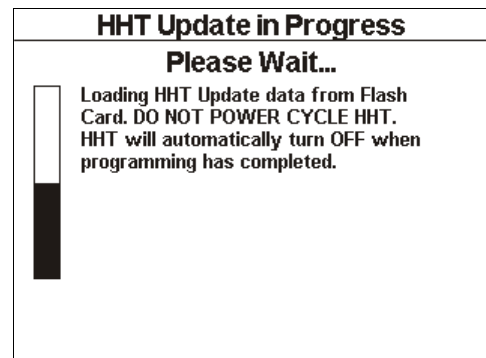 HHT Update in Progress
Please Wait...
Loading HHT Update data from Flash
Card. DO NOT POWER CYCLE HHT.
HHT will automatically turn OFF when
programming has completed.